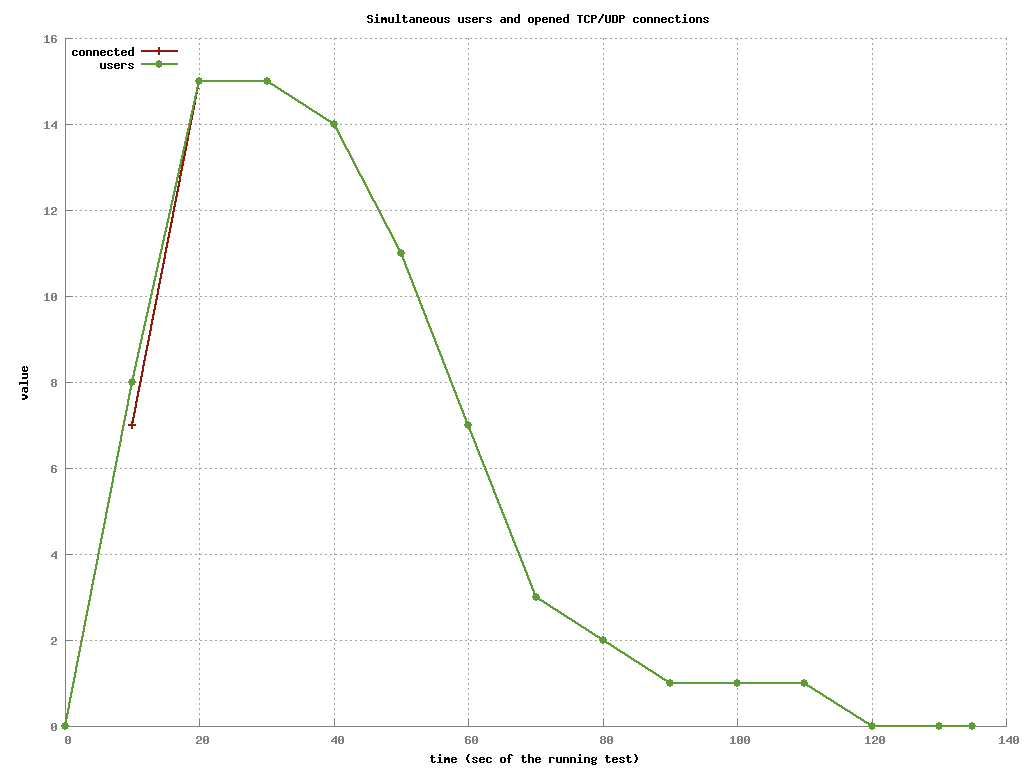 Simultaneous users and opened TCP/UDP connections
connected
users
16
14
12
10
8
6
4
2
0
value
0 20 40 60 80 100 120 140
time (sec of the running test)